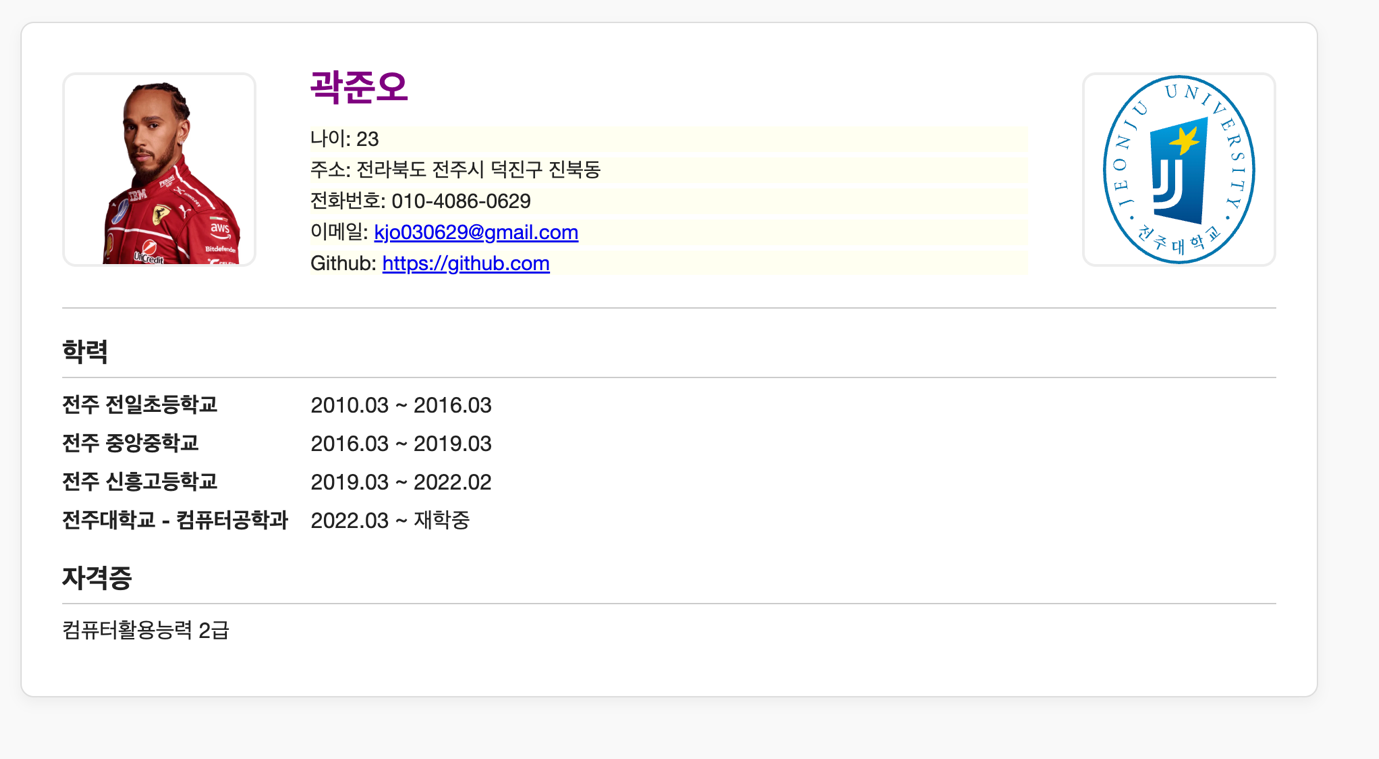 곽준오
나이: 23
주소: 전라북도 전주시 덕진구 진북동
전화번호: 010-4086-0629
이메일: kjo030629@gmail.com
Github: https://github.com
IBM
aws
Bitdefender
UniCredit
JEONJU UNIVERSITY
전주대학교
학력
전주 전일초등학교 2010.03 ~ 2016.03
전주 중앙중학교 2016.03 ~ 2019.03
전주 신흥고등학교 2019.03 ~ 2022.02
전주대학교 - 컴퓨터공학과 2022.03 ~ 재학중
자격증
컴퓨터활용능력 2급